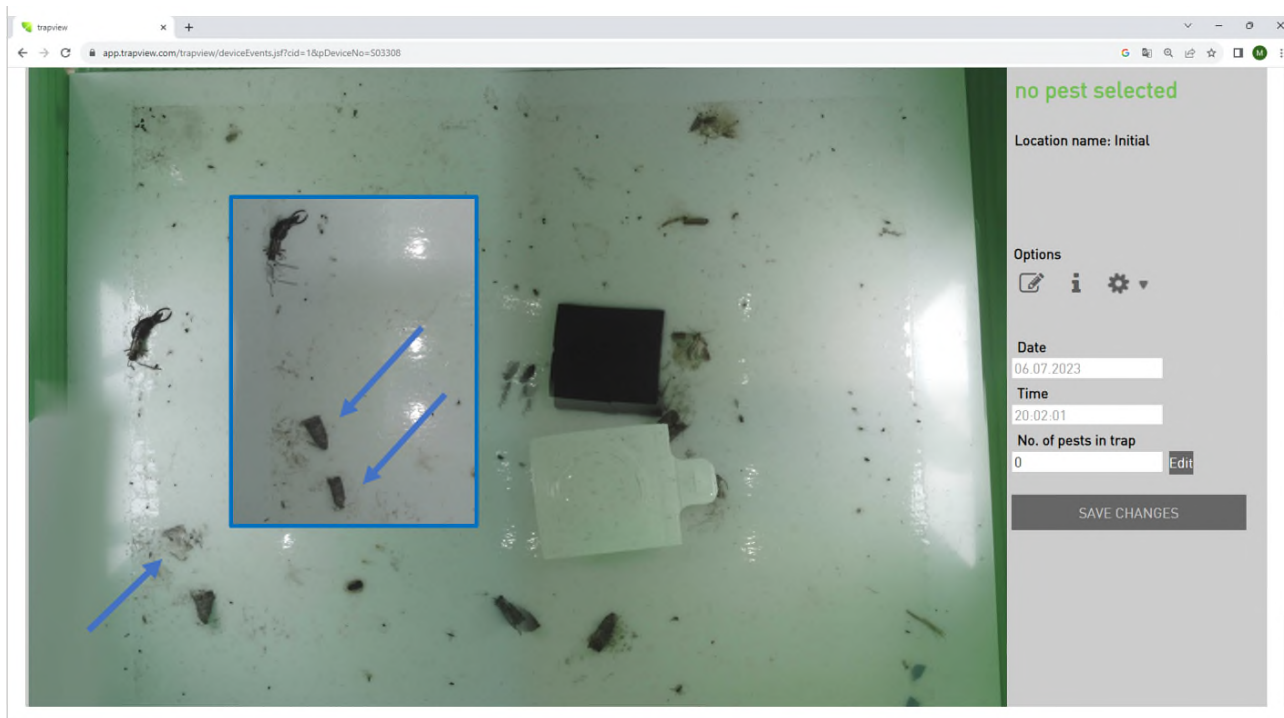 trapview
app.trapview.com/trapview/deviceEvents.jsf?cid=1&pDeviceNo=S03308
no pest selected
Location name: Initial
Options
Date
06.07.2023
Time
20:02:01
No. of pests in trap
0
Edit
SAVE CHANGES